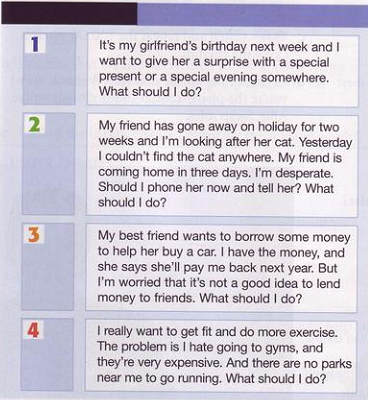 1
It's my girlfriend's birthday next week and I
want to give her a surprise with a special
present or a special evening somewhere.
What should I do?
2
My friend has gone away on holiday for two
weeks and I'm looking after her cat. Yesterday
I couldn't find the cat anywhere. My friend is
coming home in three days. I'm desperate.
Should I phone her now and tell her? What
should I do?
3
My best friend wants to borrow some money
to help her buy a car. I have the money, and
she says she'll pay me back next year. But
I'm worried that it's not a good idea to lend
money to friends. What should I do?
4
I really want to get fit and do more exercise.
The problem is I hate going to gyms, and
they're very expensive. And there are no parks
near me to go running. What should I do?